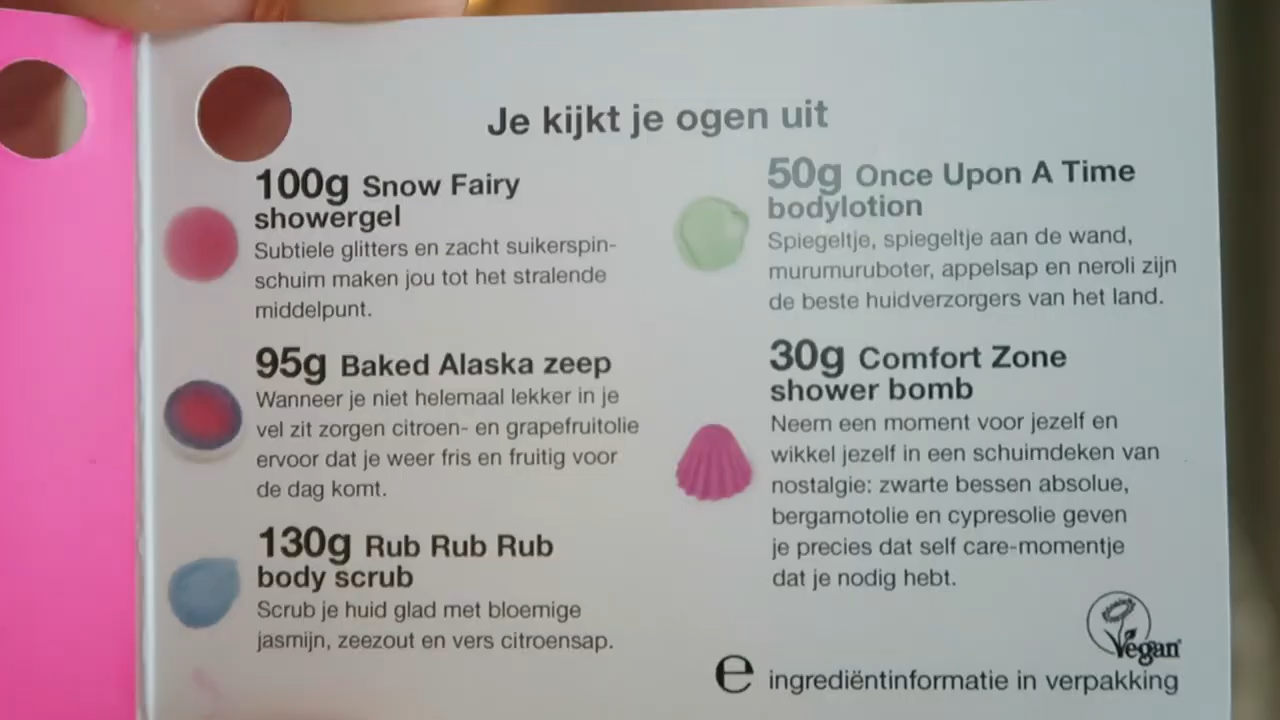 Je kijkt je ogen uit
100g Snow Fairy
showergel
Subtiele glitters en zacht suikerspin-
schuim maken jou tot het stralende
middelpunt.
95g Baked Alaska zeep
Wanneer je niet helemaal lekker in je
vel zit zorgen citroen- en grapefruitolie
ervoor dat je weer fris en fruitig voor
de dag komt.
130g Rub Rub Rub
body scrub
Scrub je huid glad met bloemige
jasmijn, zeezout en vers citroensap.
50g Once Upon A Time
bodylotion
Spiegeltje, spiegeltje aan de wand,
murumuruboter, appelsap en neroli zijn
de beste huidverzorgers van het land.
30g Comfort Zone
shower bomb
Neem een moment voor jezelf en
wikkel jezelf in een schuimdeken van
nostalgie: zwarte bessen absolue,
bergamotolie en cypresolie geven
je precies dat self care-momentje
dat je nodig hebt.
Vegan
e ingrediëntinformatie in verpakking